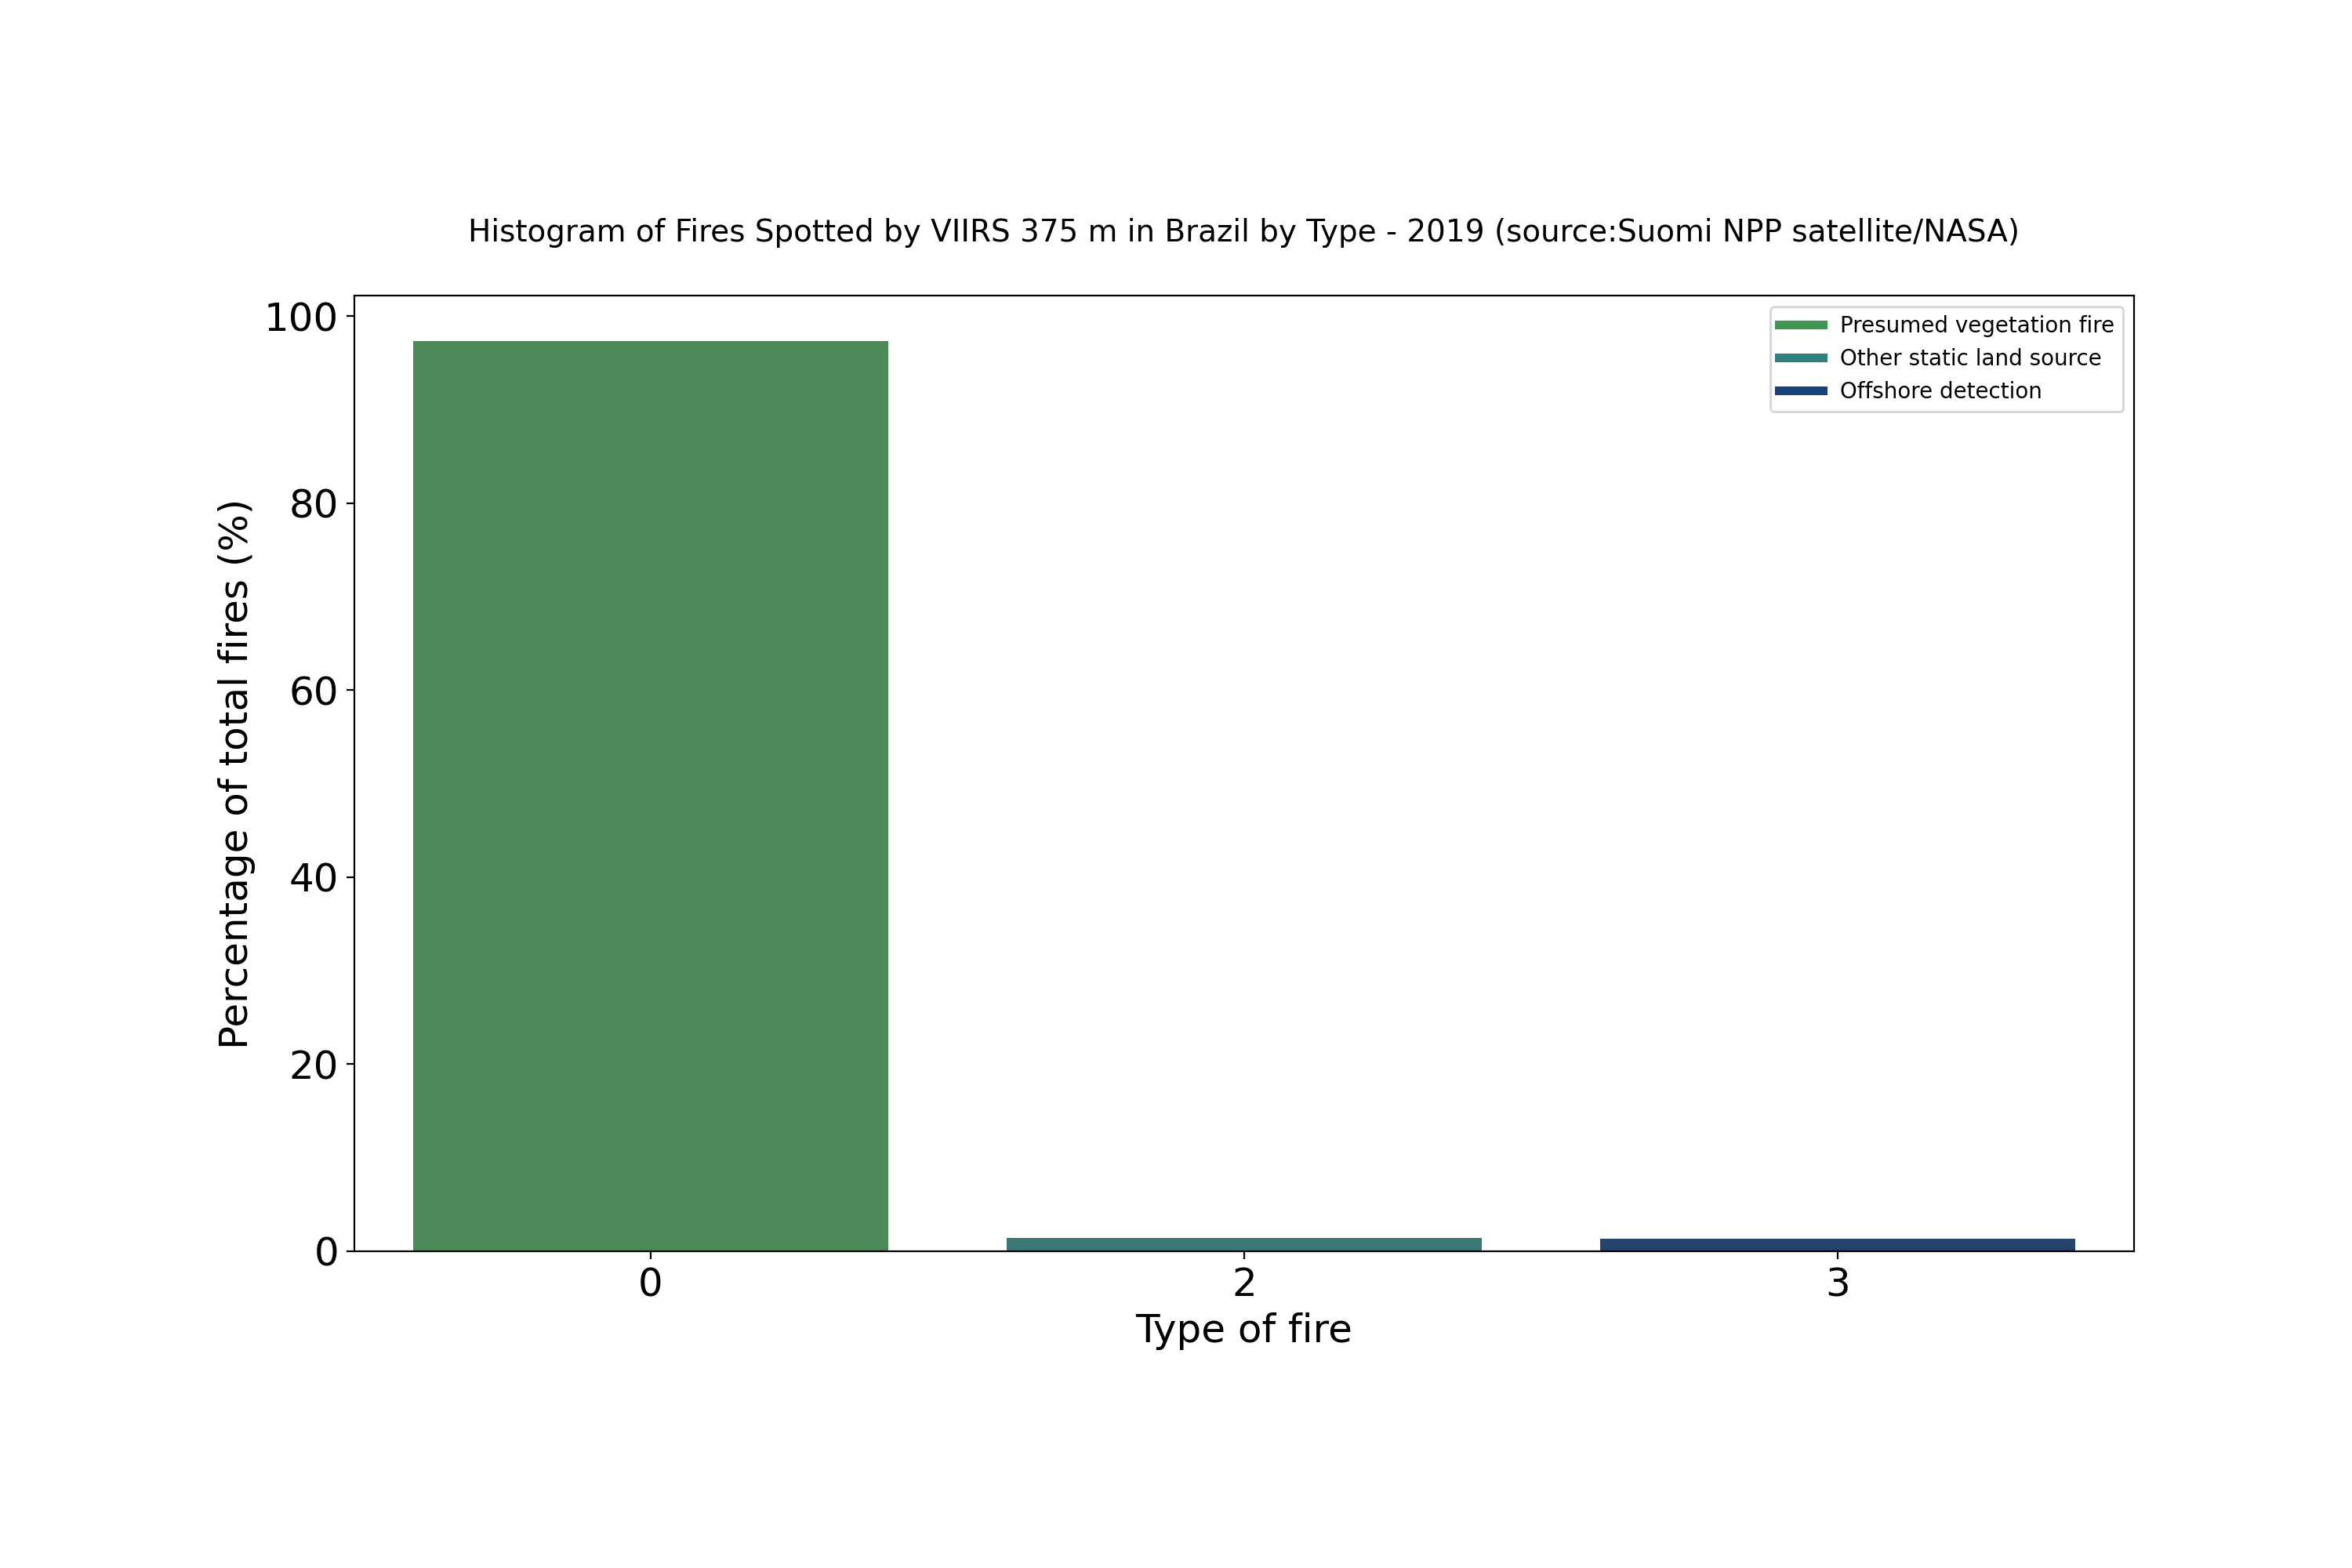 Histogram of Fires Spotted by VIIRS 375 m in Brazil by Type - 2019 (source:Suomi NPP satellite/NASA)
Presumed vegetation fire
Other static land source
Offshore detection
Percentage of total fires (%)
100
80
60
40
20
0
0 2 3
Type of fire